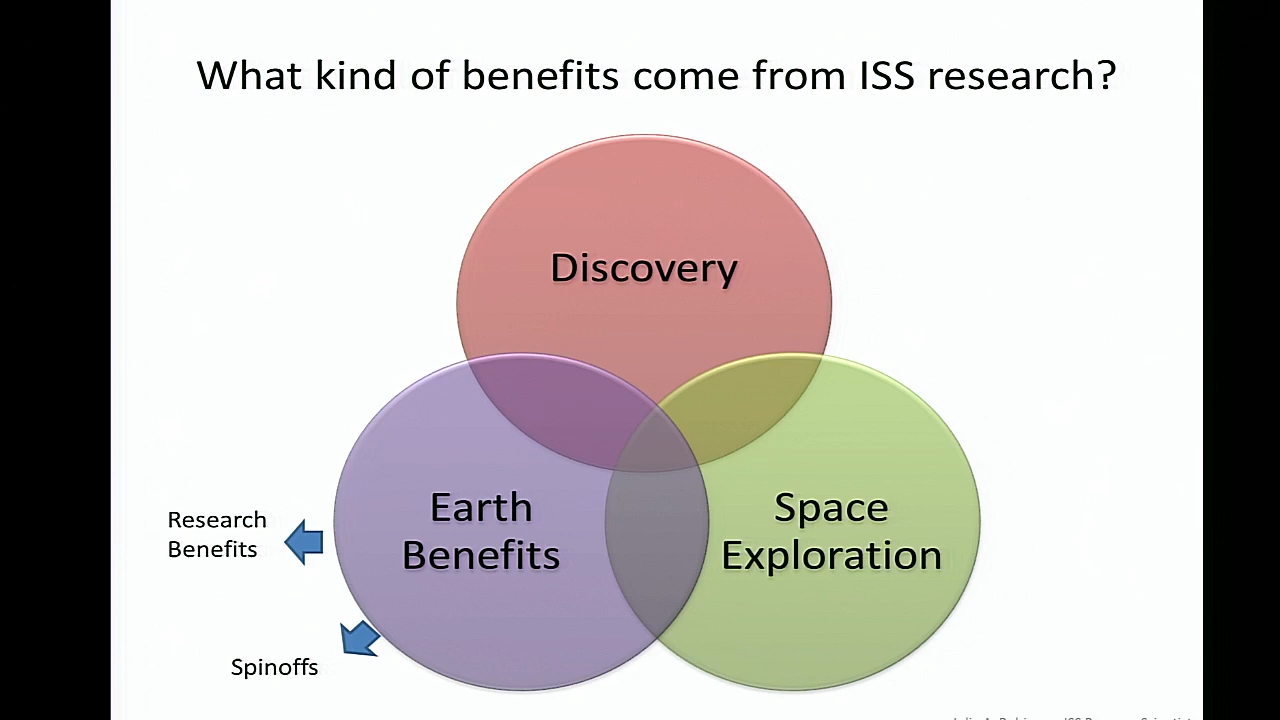 What kind of benefits come from ISS research?
Discovery
Earth
Benefits
Space
Exploration
Research
Benefits
Spinoffs